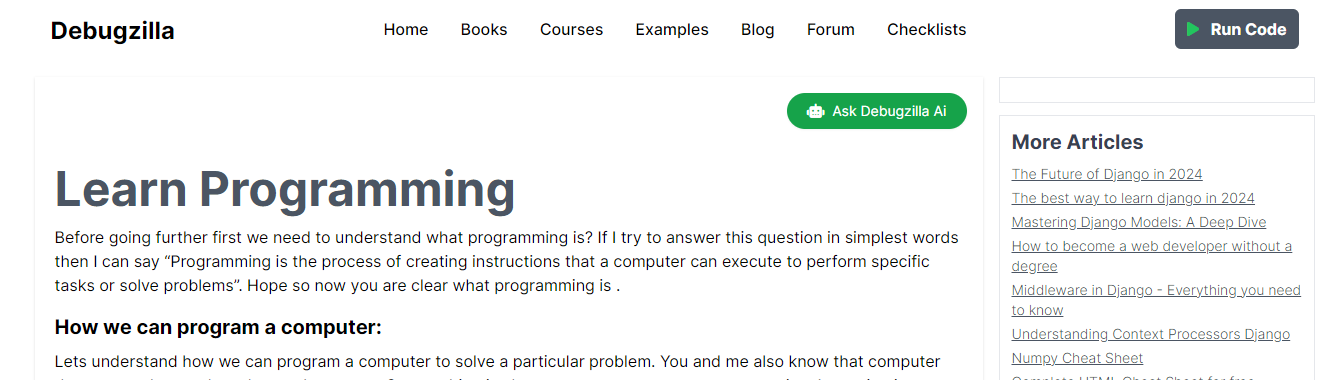 Debugzilla
Home Books Courses Examples Blog Forum Checklists
Run Code
Ask Debugzilla Ai
Learn Programming
Before going further first we need to understand what programming is? If I try to answer this question in simplest words
then I can say “Programming is the process of creating instructions that a computer can execute to perform specific
tasks or solve problems”. Hope so now you are clear what programming is .
How we can program a computer:
Lets understand how we can program a computer to solve a particular problem. You and me also know that computer
More Articles
The Future of Django in 2024
The best way to learn django in 2024
Mastering Django Models: A Deep Dive
How to become a web developer without a
degree
Middleware in Django - Everything you need
to know
Understanding Context Processors Django
Numpy Cheat Sheet
Complete HTML Cheat Sheet for free